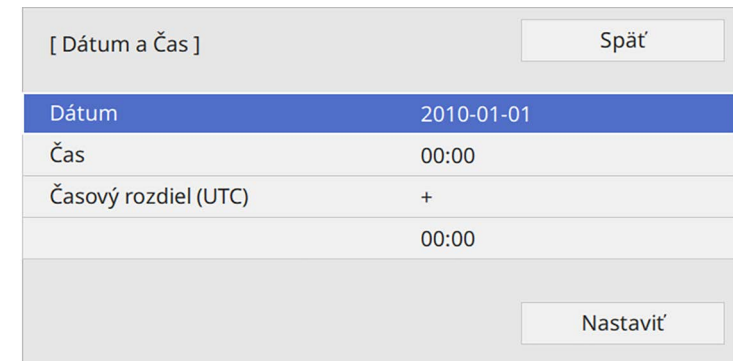 [ Dátum a Čas ] Späť
Dátum 2010-01-01
Čas 00:00
Časový rozdiel (UTC) +
00:00
Nastaviť